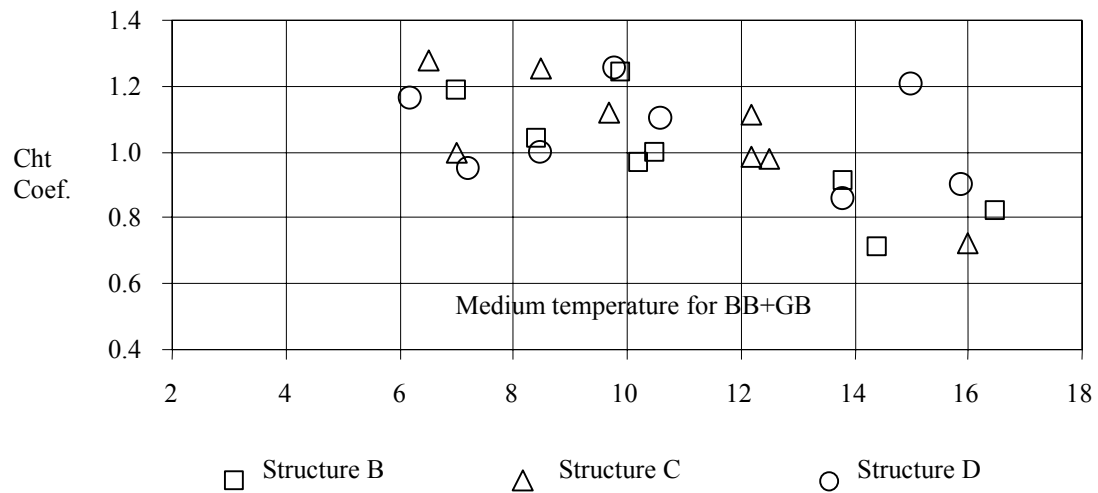 1.4
1.2
1.0
Cht
Coef.
0.8
0.6
Medium temperature for BB+GB
0.4
2 4 6 8 10 12 14 16 18
Structure B Structure C Structure D